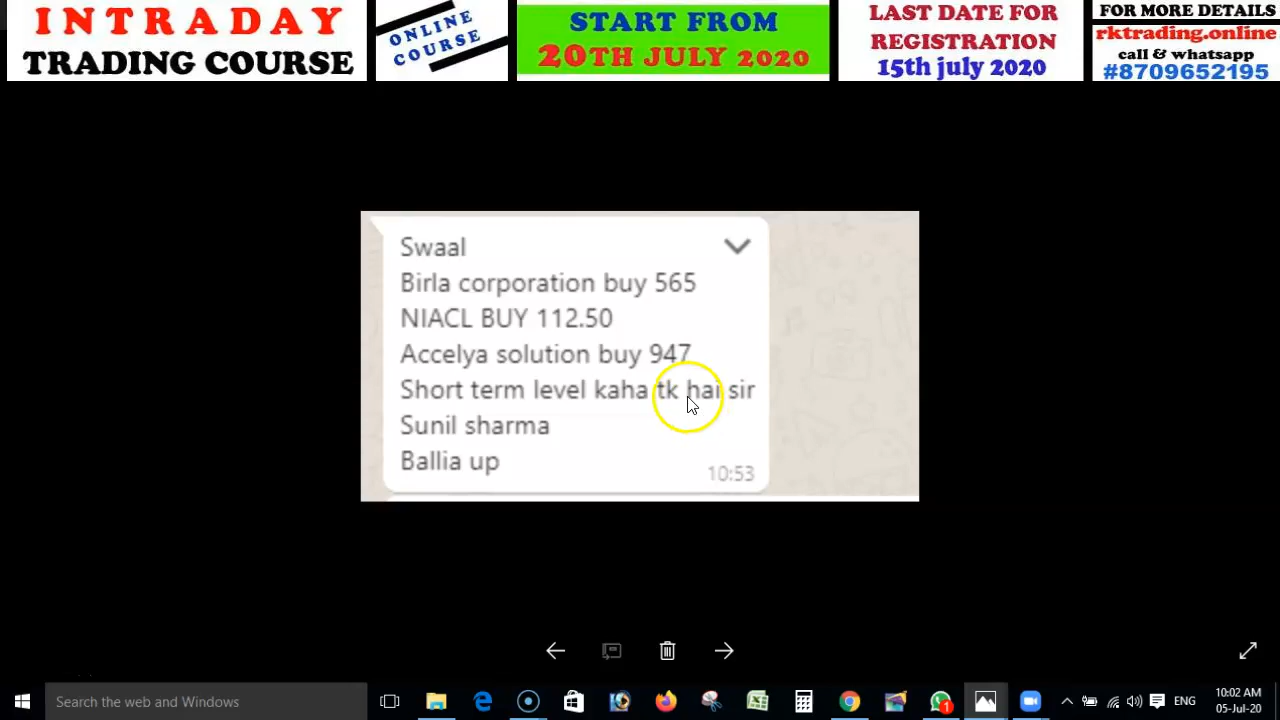 INTRADAY
TRADING COURSE
ONLINE
COURSE
START FROM
20TH JULY 2020
LAST DATE FOR
REGISTRATION
15th july 2020
FOR MORE DETAILS
rktrading.online
call & whatsapp
#8709652195
Swaal
Birla corporation buy 565
NIACL BUY 112.50
Accelya solution buy 947
Short term level kaha tk hai sir
Sunil sharma
Ballia up
10:53
Search the web and Windows
1
ENG
10:02 AM
05-Jul-20